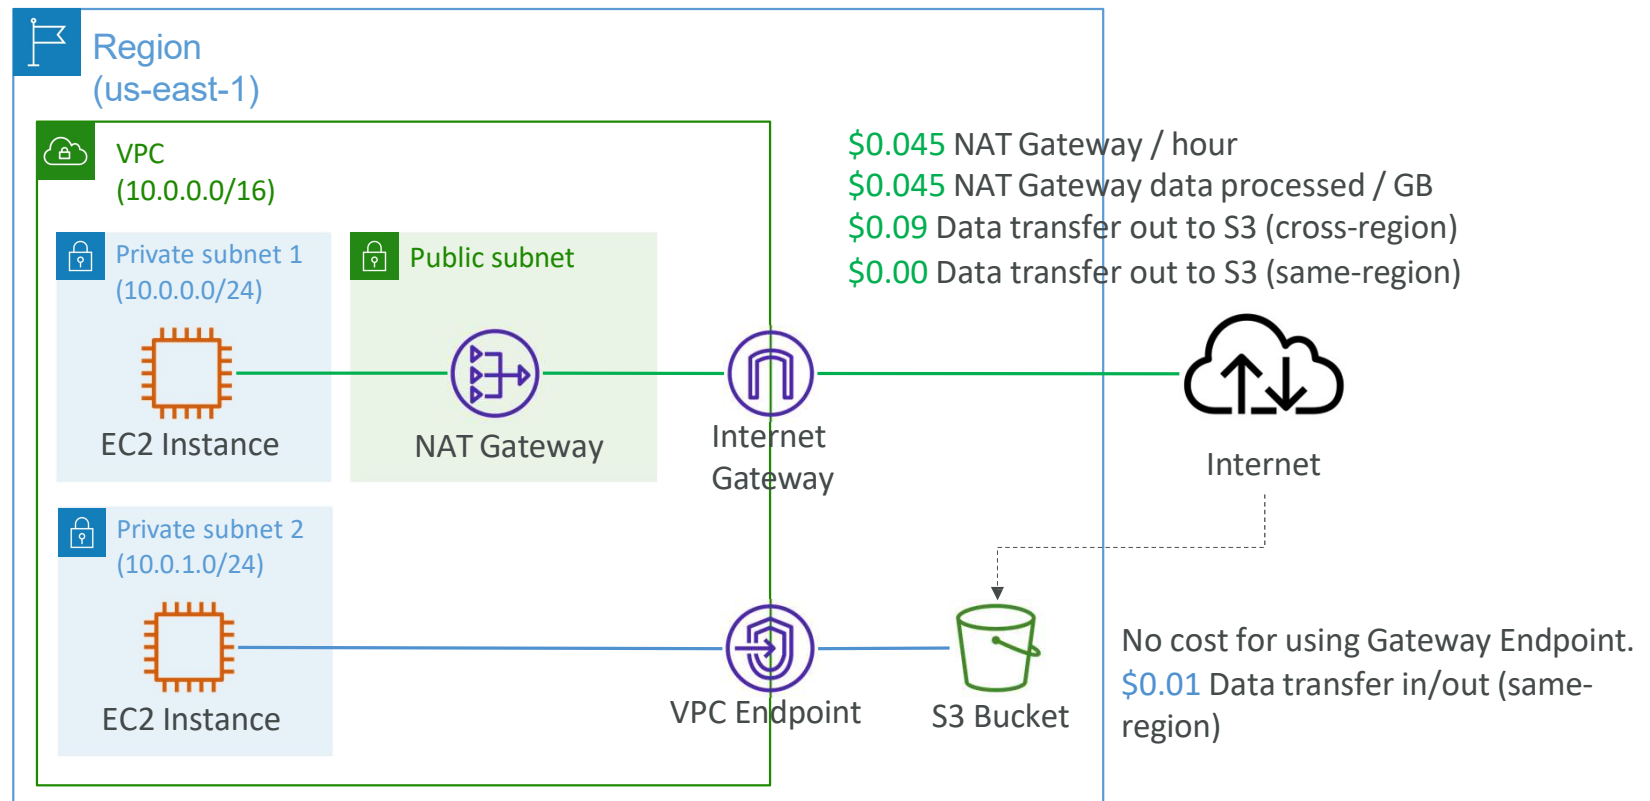 Region
(us-east-1)
VPC
(10.0.0.0/16)
$0.045 NAT Gateway / hour
$0.045 NAT Gateway data processed / GB
$0.09 Data transfer out to S3 (cross-region)
$0.00 Data transfer out to S3 (same-region)
Private subnet 1
(10.0.0.0/24)
Public subnet
EC2 Instance
NAT Gateway
Internet
Gateway
Internet
Private subnet 2
(10.0.1.0/24)
EC2 Instance
VPC Endpoint
S3 Bucket
No cost for using Gateway Endpoint.
$0.01 Data transfer in/out (same-
region)